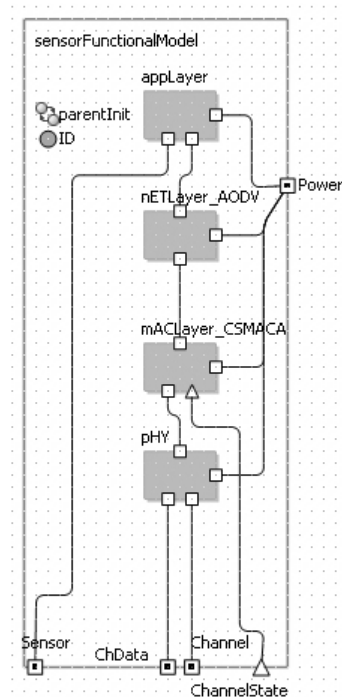 sensorFunctionalModel
appLayer
parentInit
ID
Power
nETLayer_AODV
mACLayer_CSMACA
pHY
Sensor
Channel
ChData
ChannelState